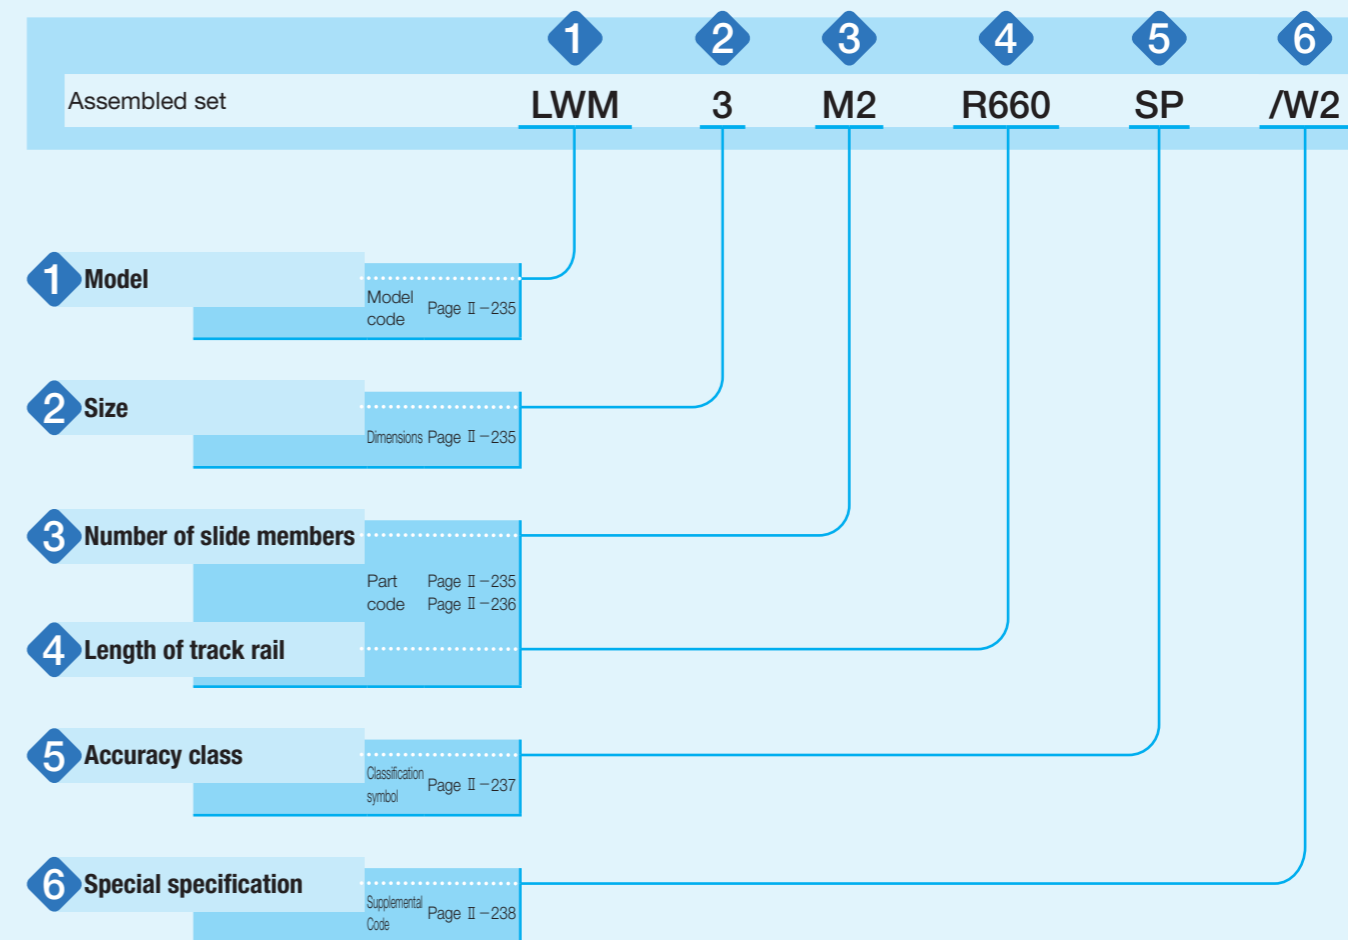 1 2 3 4 5 6
Assembled set LWM 3 M2 R660 SP /W2
1 Model
Model code Page Ⅱ-235
2 Size
Dimensions Page Ⅱ-235
3 Number of slide members
Part code Page Ⅱ-235
Page Ⅱ-236
4 Length of track rail
5 Accuracy class
Classification symbol Page Ⅱ-237
6 Special specification
Supplemental Code Page Ⅱ-238